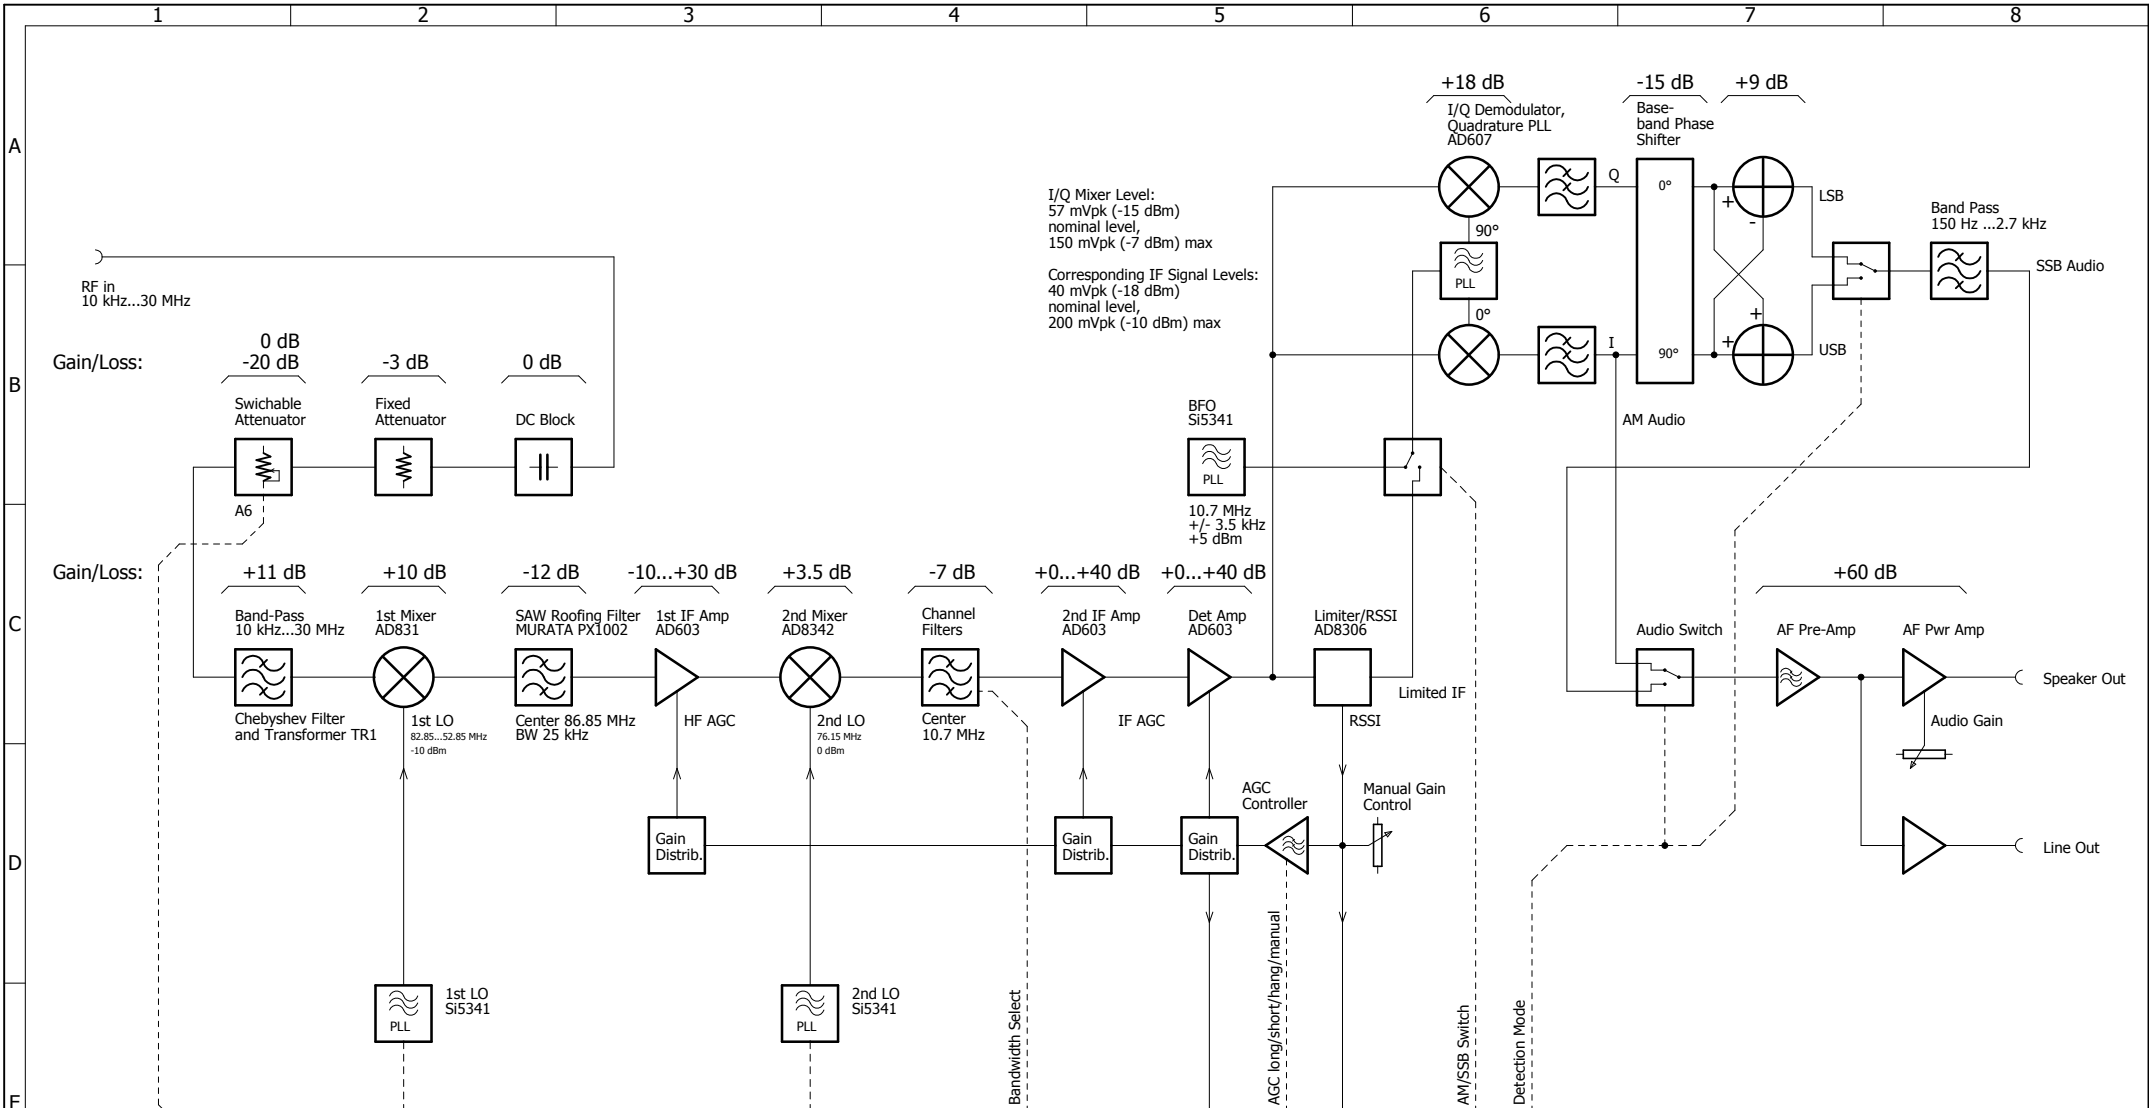 1 2 3 4 5 6 7 8
A
B
C
D
E
+18 dB
-15 dB
+9 dB
I/Q Demodulator,
Quadrature PLL
AD607
Base-
band Phase
Shifter
I/Q Mixer Level:
57 mVpk (-15 dBm)
nominal level,
150 mVpk (-7 dBm) max
Corresponding IF Signal Levels:
40 mVpk (-18 dBm)
nominal level,
200 mVpk (-10 dBm) max
90°
PLL
0°
Q
I
0°
90°
+
-
+
+
LSB
USB
Band Pass
150 Hz ...2.7 kHz
SSB Audio
AM Audio
RF in
10 kHz...30 MHz
Gain/Loss:
0 dB
-20 dB
-3 dB
0 dB
Swichable
Attenuator
Fixed
Attenuator
DC Block
A6
BFO
Si5341
PLL
10.7 MHz
+/- 3.5 kHz
+5 dBm
Gain/Loss:
+11 dB
+10 dB
-12 dB
-10...+30 dB
+3.5 dB
-7 dB
+0...+40 dB
+0...+40 dB
+60 dB
Band-Pass
10 kHz...30 MHz
1st Mixer
AD831
SAW Roofing Filter
MURATA PX1002
1st IF Amp
AD603
2nd Mixer
AD8342
Channel
Filters
2nd IF Amp
AD603
Det Amp
AD603
Limiter/RSSI
AD8306
Audio Switch
AF Pre-Amp
AF Pwr Amp
Chebyshev Filter
and Transformer TR1
1st LO
82.85...52.85 MHz
-10 dBm
Center 86.85 MHz
BW 25 kHz
HF AGC
2nd LO
76.15 MHz
0 dBm
Center
10.7 MHz
IF AGC
Limited IF
RSSI
Speaker Out
Audio Gain
AGC
Controller
Manual Gain
Control
Gain
Distrib.
Gain
Distrib.
Gain
Distrib.
Line Out
PLL
1st LO
Si5341
PLL
2nd LO
Si5341
Bandwidth Select
AGC long/short/hang/manual
AM/SSB Switch
Detection Mode